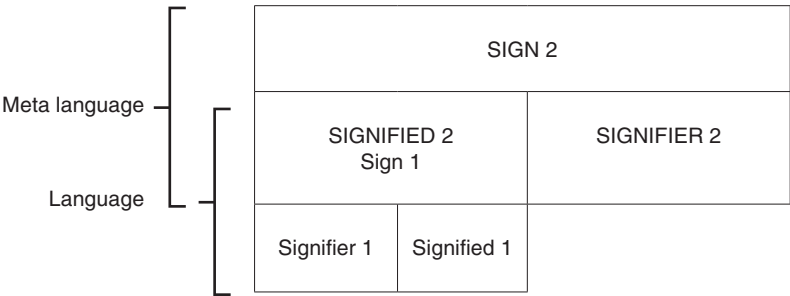 SIGN 2
Meta language
SIGNIFIED 2
Sign 1
SIGNIFIER 2
Language
Signifier 1
Signified 1